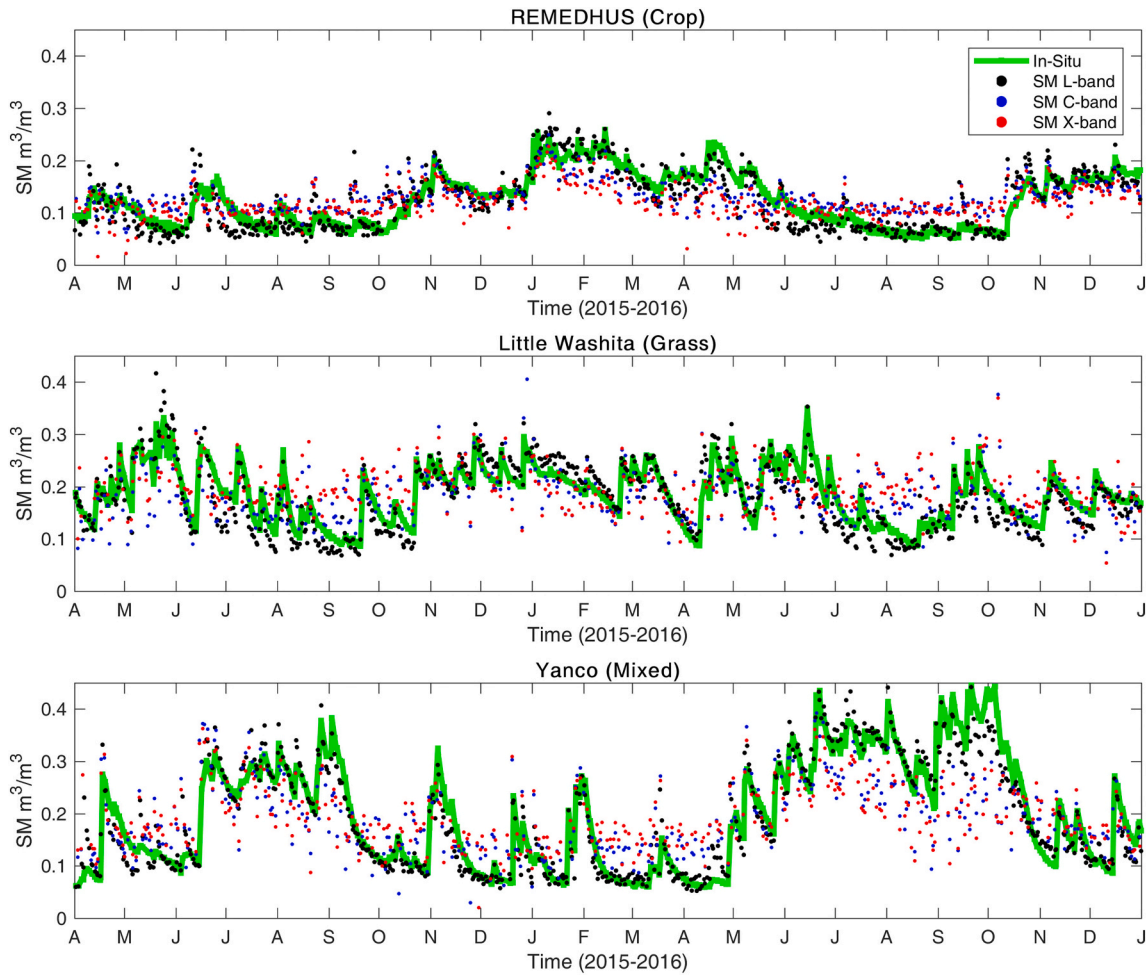 REMEDHUS (Crop)
SM m³/m³
0.4
0.3
0.2
0.1
0
In-Situ
SM L-band
SM C-band
SM X-band
A M J J A S O N D J F M A M J J A S O N D J
Time (2015-2016)
Little Washita (Grass)
SM m³/m³
0.4
0.3
0.2
0.1
0
A M J J A S O N D J F M A M J J A S O N D J
Time (2015-2016)
Yanco (Mixed)
SM m³/m³
0.4
0.3
0.2
0.1
0
A M J J A S O N D J F M A M J J A S O N D J
Time (2015-2016)